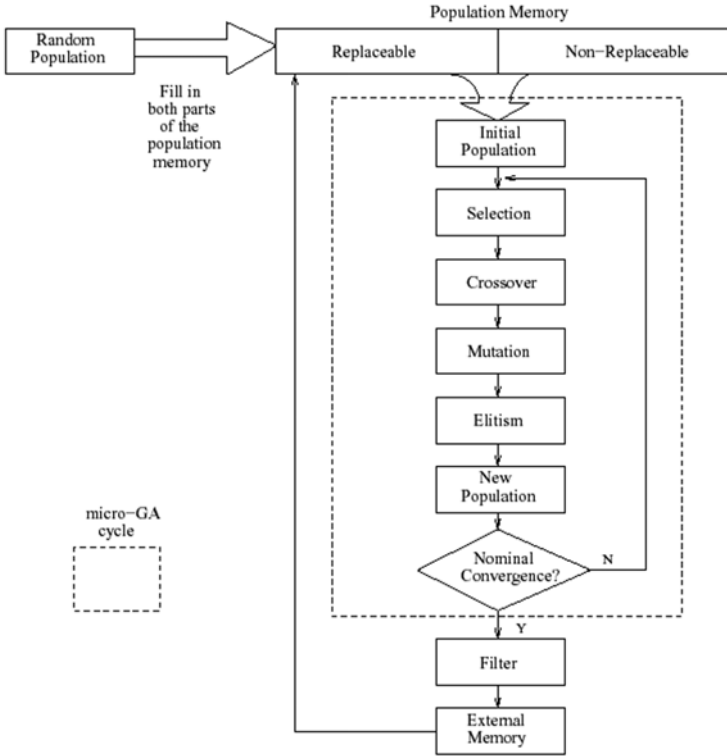 Population Memory
Random
Population
Replaceable
Non-Replaceable
Fill in
both parts
of the
population
memory
Initial
Population
Selection
Crossover
Mutation
Elitism
New
Population
micro-GA
cycle
Nominal
Convergence?
N
Y
Filter
External
Memory